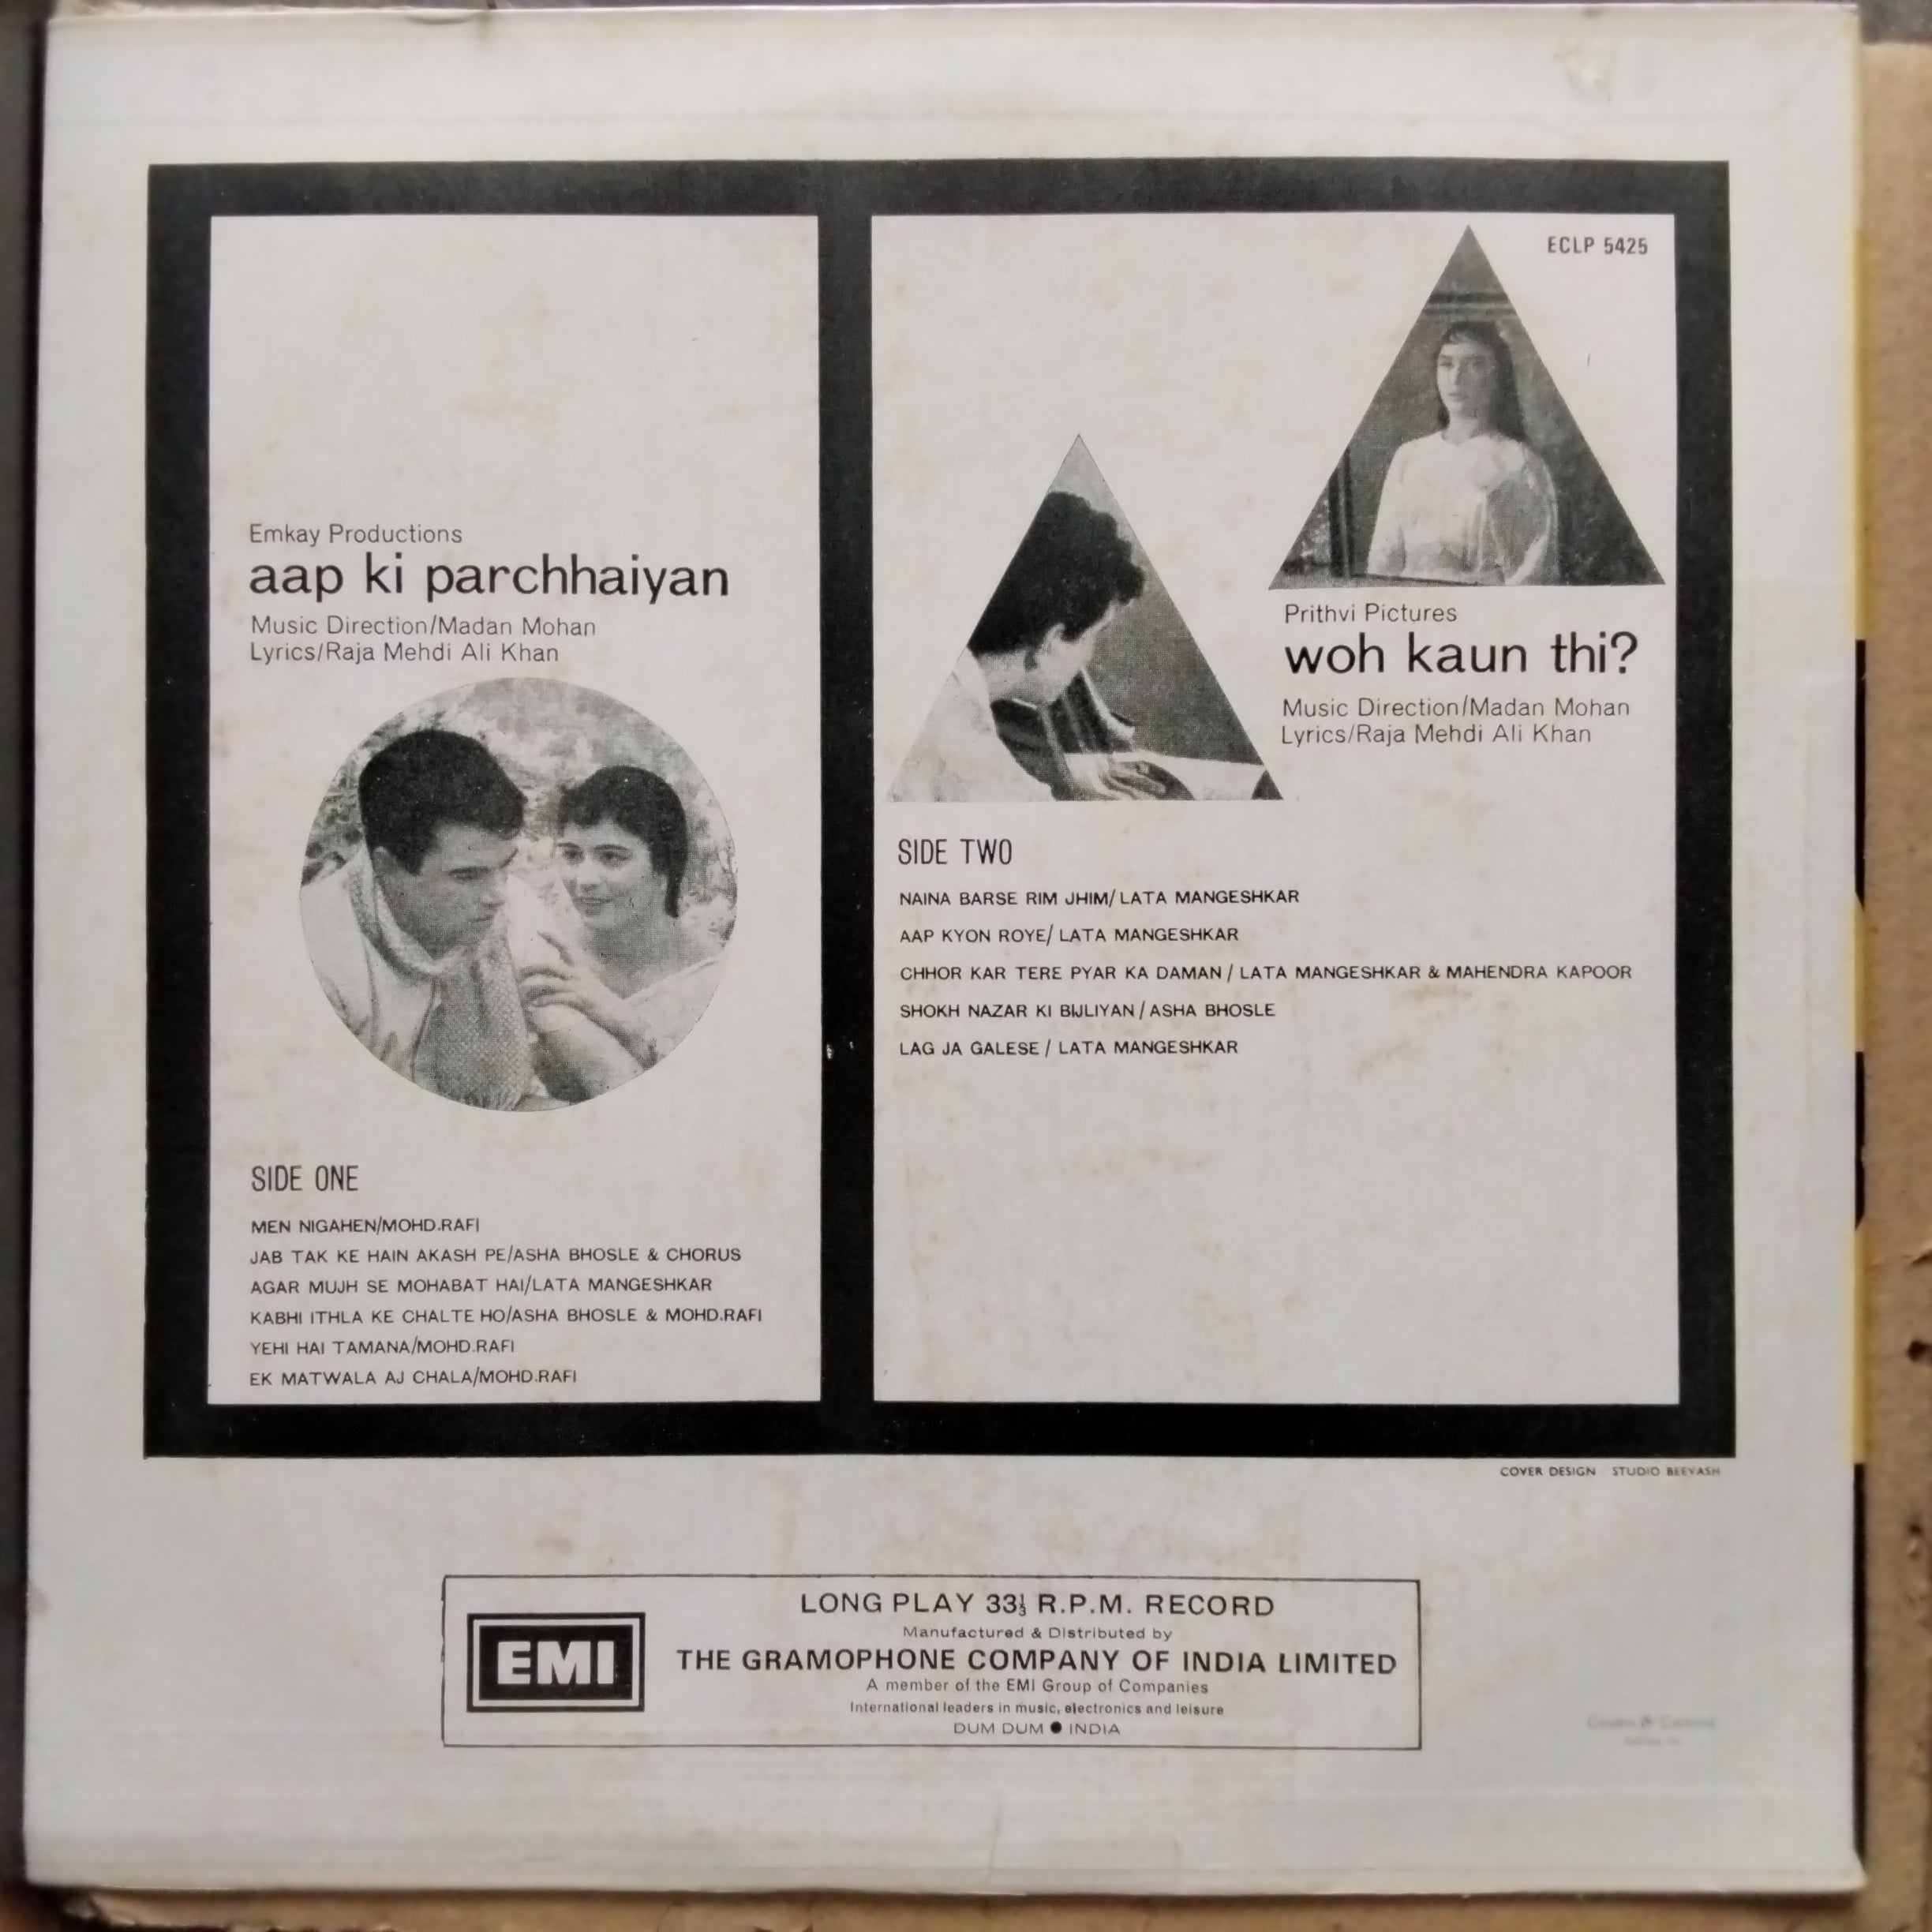 Emkay Productions
aap ki parchhaiyan
Music Direction/Madan Mohan
Lyrics/Raja Mehdi Ali Khan
SIDE ONE
MEN NIGAHEN/MOHD.RAFI
JAB TAK KE HAIN AKASH PE/ASHA BHOSLE & CHORUS
AGAR MUJH SE MOHABAT HAI/LATA MANGESHKAR
KABHI ITHLA KE CHALTE HO/ASHA BHOSLE & MOHD.RAFI
YEHI HAI TAMANA/MOHD.RAFI
EK MATWALA AJ CHALA/MOHD.RAFI
ECLP 5425
Prithvi Pictures
woh kaun thi?
Music Direction/Madan Mohan
Lyrics/Raja Mehdi Ali Khan
SIDE TWO
NAINA BARSE RIM JHIM/ LATA MANGESHKAR
AAP KYON ROYE/ LATA MANGESHKAR
CHHOR KAR TERE PYAR KA DAMAN / LATA MANGESHKAR & MAHENDRA KAPOOR
SHOKH NAZAR KI BIJLIYAN / ASHA BHOSLE
LAG JA GALESE / LATA MANGESHKAR
COVER DESIGN STUDIO BEEVASH
EMI
LONG PLAY 33⅓ R.P.M. RECORD
Manufactured & Distributed by
THE GRAMOPHONE COMPANY OF INDIA LIMITED
A member of the EMI Group of Companies
International leaders in music, electronics and leisure
DUM DUM ● INDIA